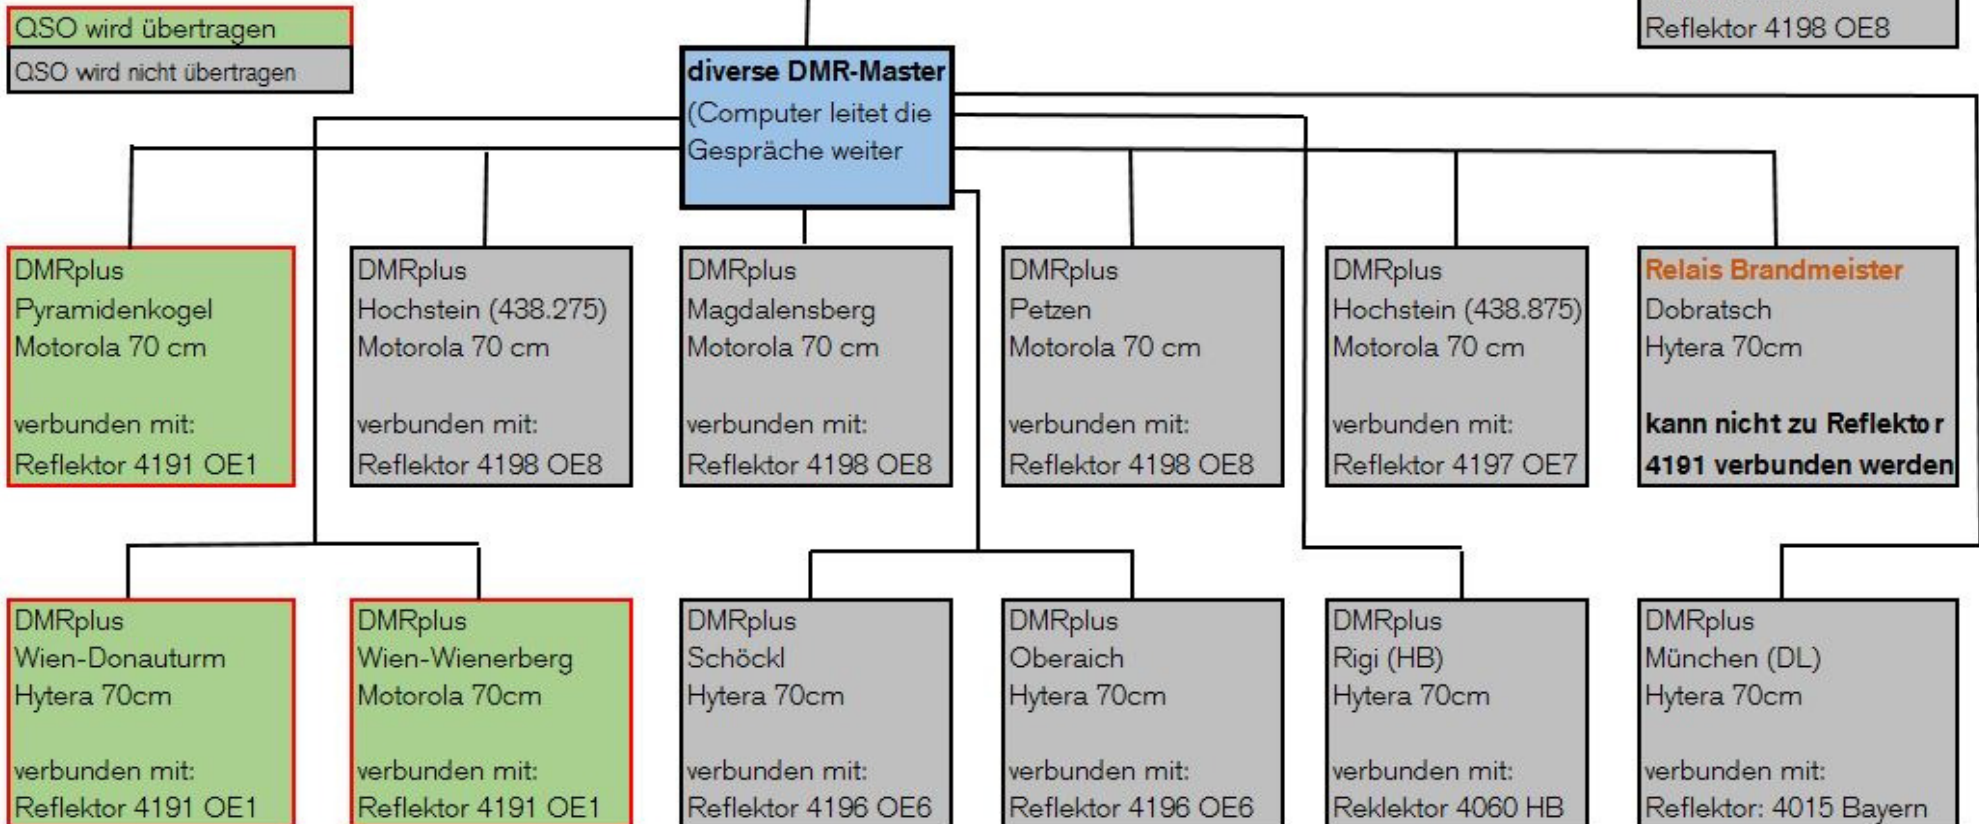 QSO wird übertragen
QSO wird nicht übertragen
Reflektor 4198 OE8
diverse DMR-Master
(Computer leitet die
Gespräche weiter
DMRplus
Pyramidenkogel
Motorola 70 cm
verbunden mit:
Reflektor 4191 OE1
DMRplus
Hochstein (438.275)
Motorola 70 cm
verbunden mit:
Reflektor 4198 OE8
DMRplus
Magdalensberg
Motorola 70 cm
verbunden mit:
Reflektor 4198 OE8
DMRplus
Petzen
Motorola 70 cm
verbunden mit:
Reflektor 4198 OE8
DMRplus
Hochstein (438.875)
Motorola 70 cm
verbunden mit:
Reflektor 4197 OE7
Relais Brandmeister
Dobratsch
Hytera 70cm
kann nicht zu Reflektor
4191 verbunden werden
DMRplus
Wien-Donauturm
Hytera 70cm
verbunden mit:
Reflektor 4191 OE1
DMRplus
Wien-Wienerberg
Motorola 70cm
verbunden mit:
Reflektor 4191 OE1
DMRplus
Schöckl
Hytera 70cm
verbunden mit:
Reflektor 4196 OE6
DMRplus
Oberaich
Hytera 70cm
verbunden mit:
Reflektor 4196 OE6
DMRplus
Rigi (HB)
Hytera 70cm
verbunden mit:
Reklektor 4060 HB
DMRplus
München (DL)
Hytera 70cm
verbunden mit:
Reflektor: 4015 Bayern